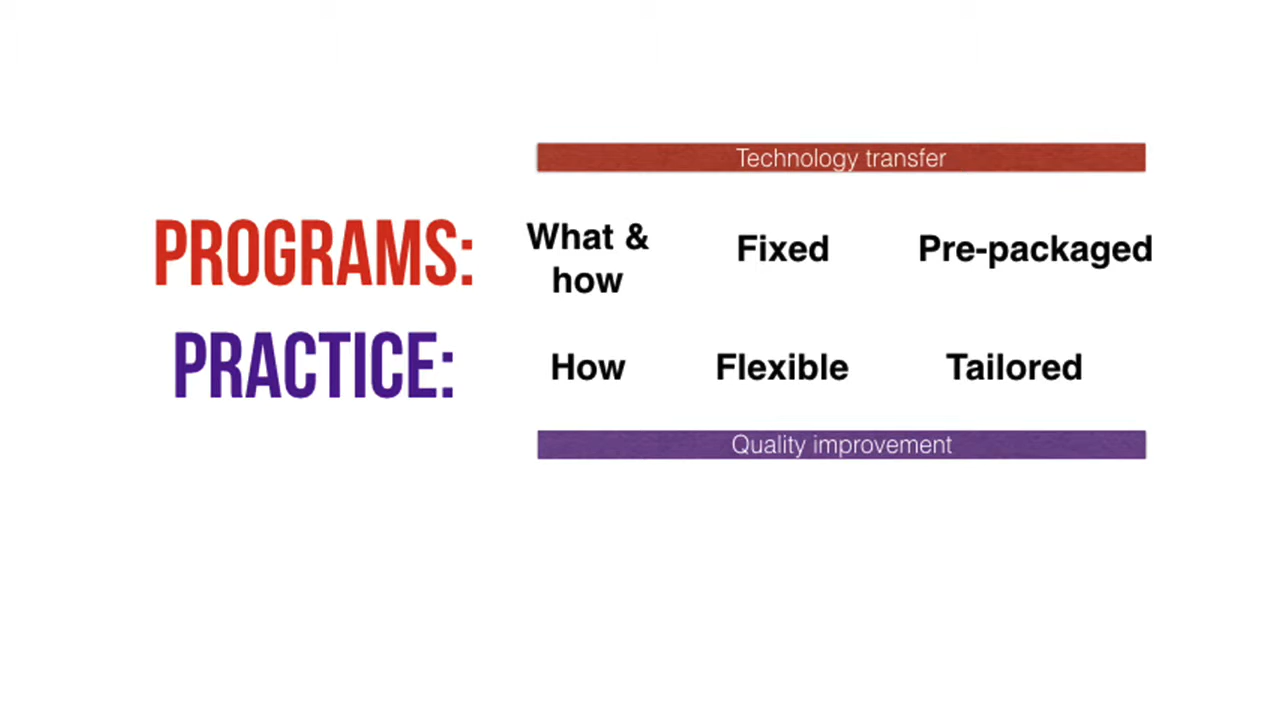 Technology transfer
PROGRAMS:
What &
how
Fixed
Pre-packaged
PRACTICE:
How
Flexible
Tailored
Quality improvement